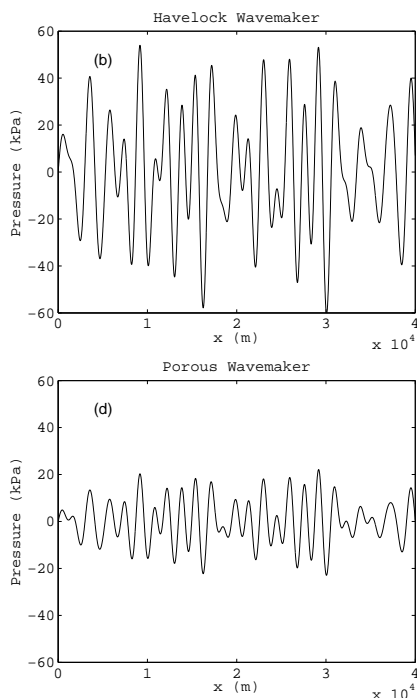 Havelock Wavemaker
(b)
60
40
20
0
-20
-40
-60
Pressure (kPa)
0 1 2 3 4
x (m)
x 10^4
Porous Wavemaker
(d)
60
40
20
0
-20
-40
-60
Pressure (kPa)
0 1 2 3 4
x (m)
x 10^4